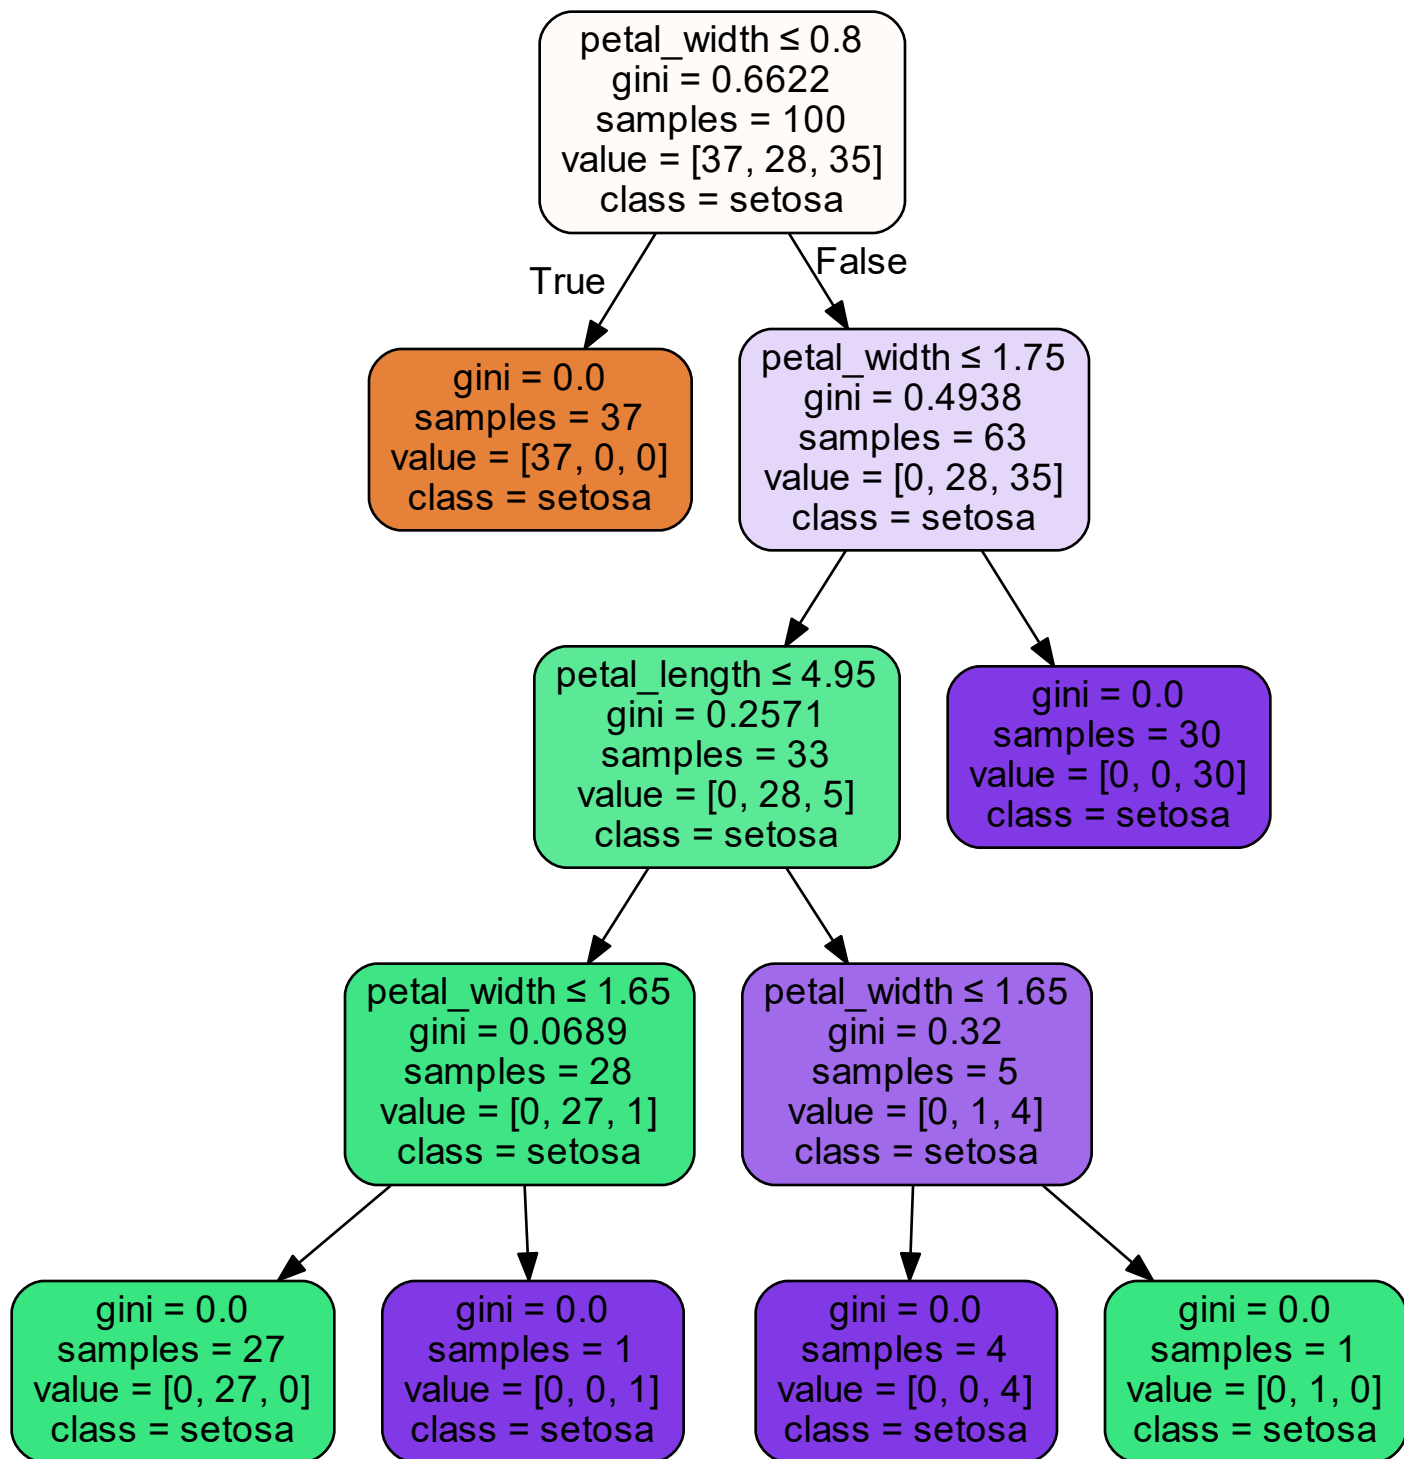 petal_width ≤ 0.8
gini = 0.6622
samples = 100
value = [37, 28, 35]
class = setosa
True
False
gini = 0.0
samples = 37
value = [37, 0, 0]
class = setosa
petal_width ≤ 1.75
gini = 0.4938
samples = 63
value = [0, 28, 35]
class = setosa
petal_length ≤ 4.95
gini = 0.2571
samples = 33
value = [0, 28, 5]
class = setosa
gini = 0.0
samples = 30
value = [0, 0, 30]
class = setosa
petal_width ≤ 1.65
gini = 0.0689
samples = 28
value = [0, 27, 1]
class = setosa
petal_width ≤ 1.65
gini = 0.32
samples = 5
value = [0, 1, 4]
class = setosa
gini = 0.0
samples = 27
value = [0, 27, 0]
class = setosa
gini = 0.0
samples = 1
value = [0, 0, 1]
class = setosa
gini = 0.0
samples = 4
value = [0, 0, 4]
class = setosa
gini = 0.0
samples = 1
value = [0, 1, 0]
class = setosa